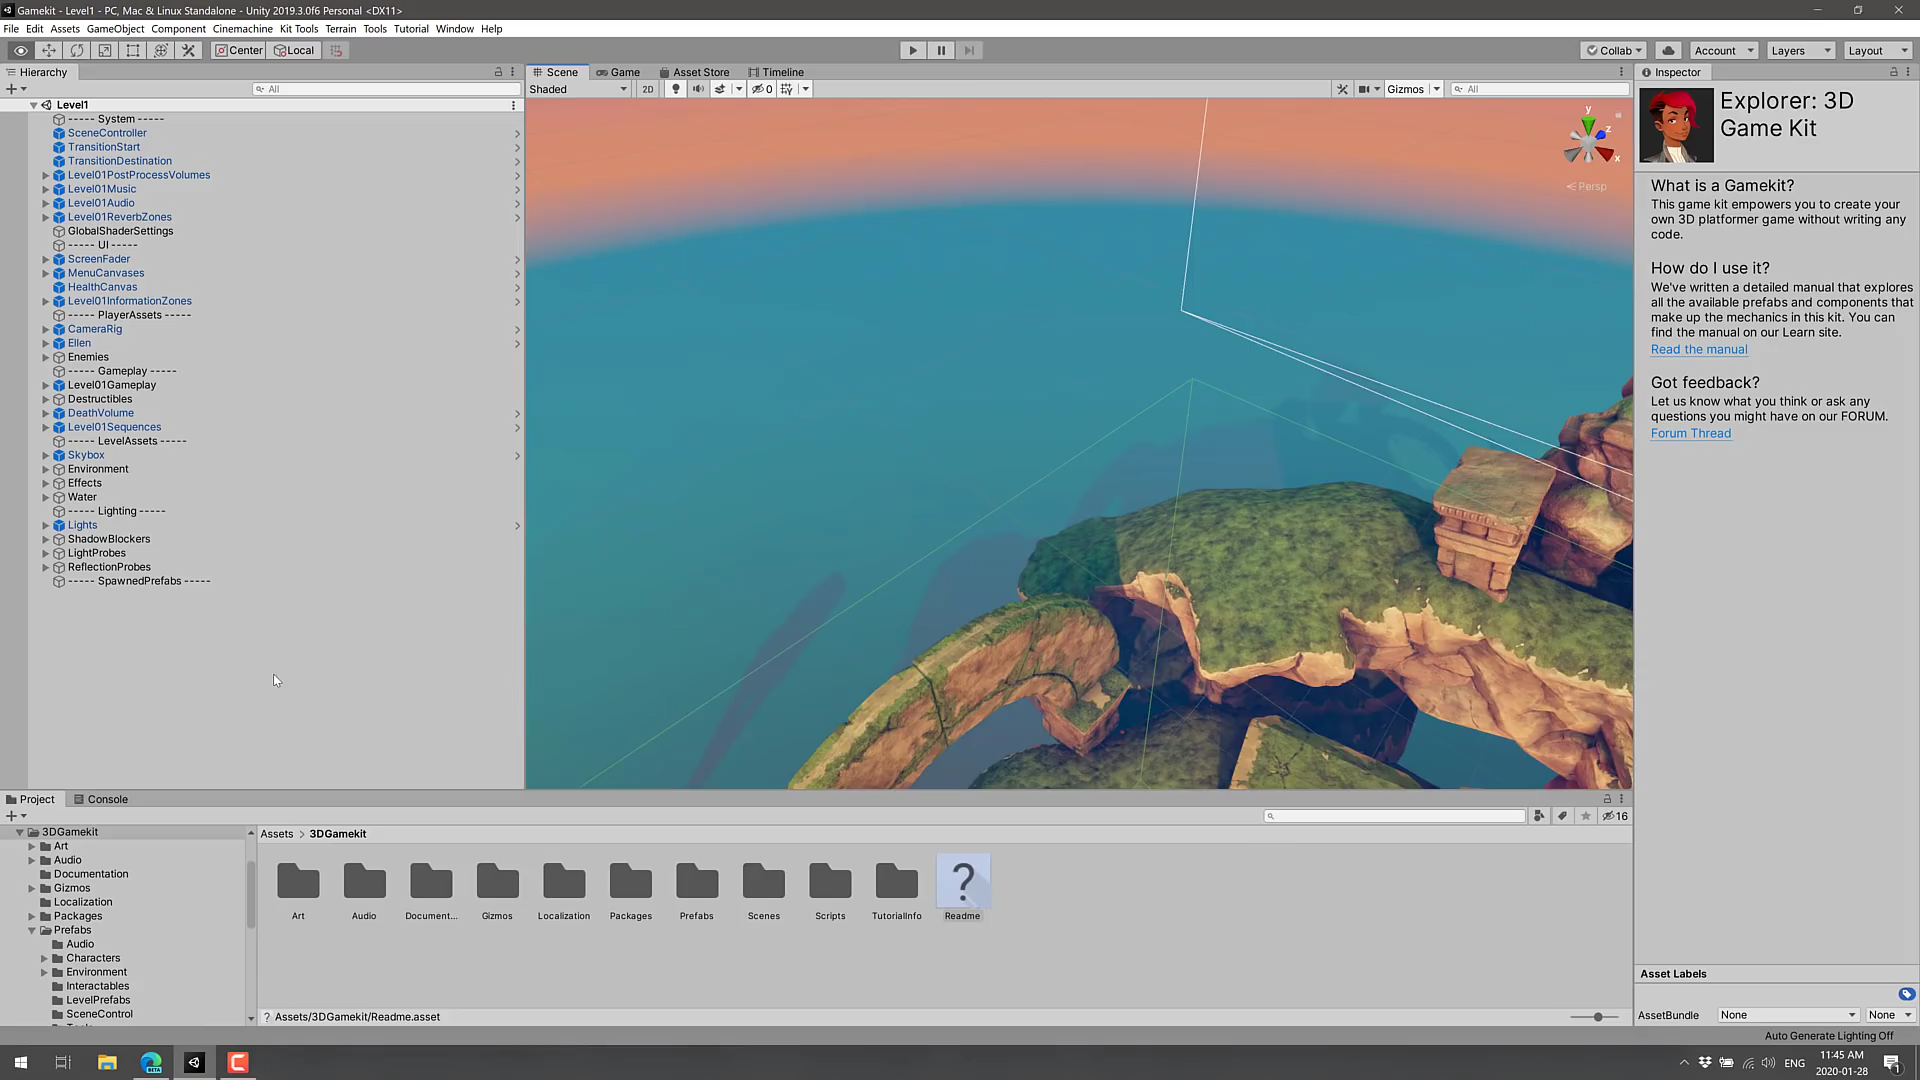 Gamekit - Level1 - PC, Mac & Linux Standalone - Unity 2019.3.0f6 Personal <DX11>
File Edit Assets GameObject Component Cinemachine Kit Tools Terrain Tools Tutorial Window Help
Center Local Collab Account Layers Layout
Hierarchy
All
Level1
----- System -----
SceneController
TransitionStart
TransitionDestination
Level01PostProcessVolumes
Level01Music
Level01Audio
Level01ReverbZones
GlobalShaderSettings
----- UI -----
ScreenFader
MenuCanvases
HealthCanvas
Level01InformationZones
----- PlayerAssets -----
CameraRig
Ellen
Enemies
----- Gameplay -----
Level01Gameplay
Destructibles
DeathVolume
Level01Sequences
----- LevelAssets -----
Skybox
Environment
Effects
Water
----- Lighting -----
Lights
ShadowBlockers
LightProbes
ReflectionProbes
----- SpawnedPrefabs -----
Scene Game Asset Store Timeline
Shaded 2D 0 Gizmos All
y
z
x
Persp
Inspector
Explorer: 3D
Game Kit
What is a Gamekit?
This game kit empowers you to create your
own 3D platformer game without writing any
code.
How do I use it?
We've written a detailed manual that explores
all the available prefabs and components that
make up the mechanics in this kit. You can
find the manual on our Learn site.
Read the manual
Got feedback?
Let us know what you think or ask any
questions you might have on our FORUM.
Forum Thread
Asset Labels
AssetBundle None None
Project Console
16
3DGamekit
Art
Audio
Documentation
Gizmos
Localization
Packages
Prefabs
Audio
Characters
Environment
Interactables
LevelPrefabs
SceneControl
Assets > 3DGamekit
?
Art Audio Document... Gizmos Localization Packages Prefabs Scenes Scripts TutorialInfo Readme
Assets/3DGamekit/Readme.asset
Auto Generate Lighting Off
BETA
ENG
11:45 AM
2020-01-28
1